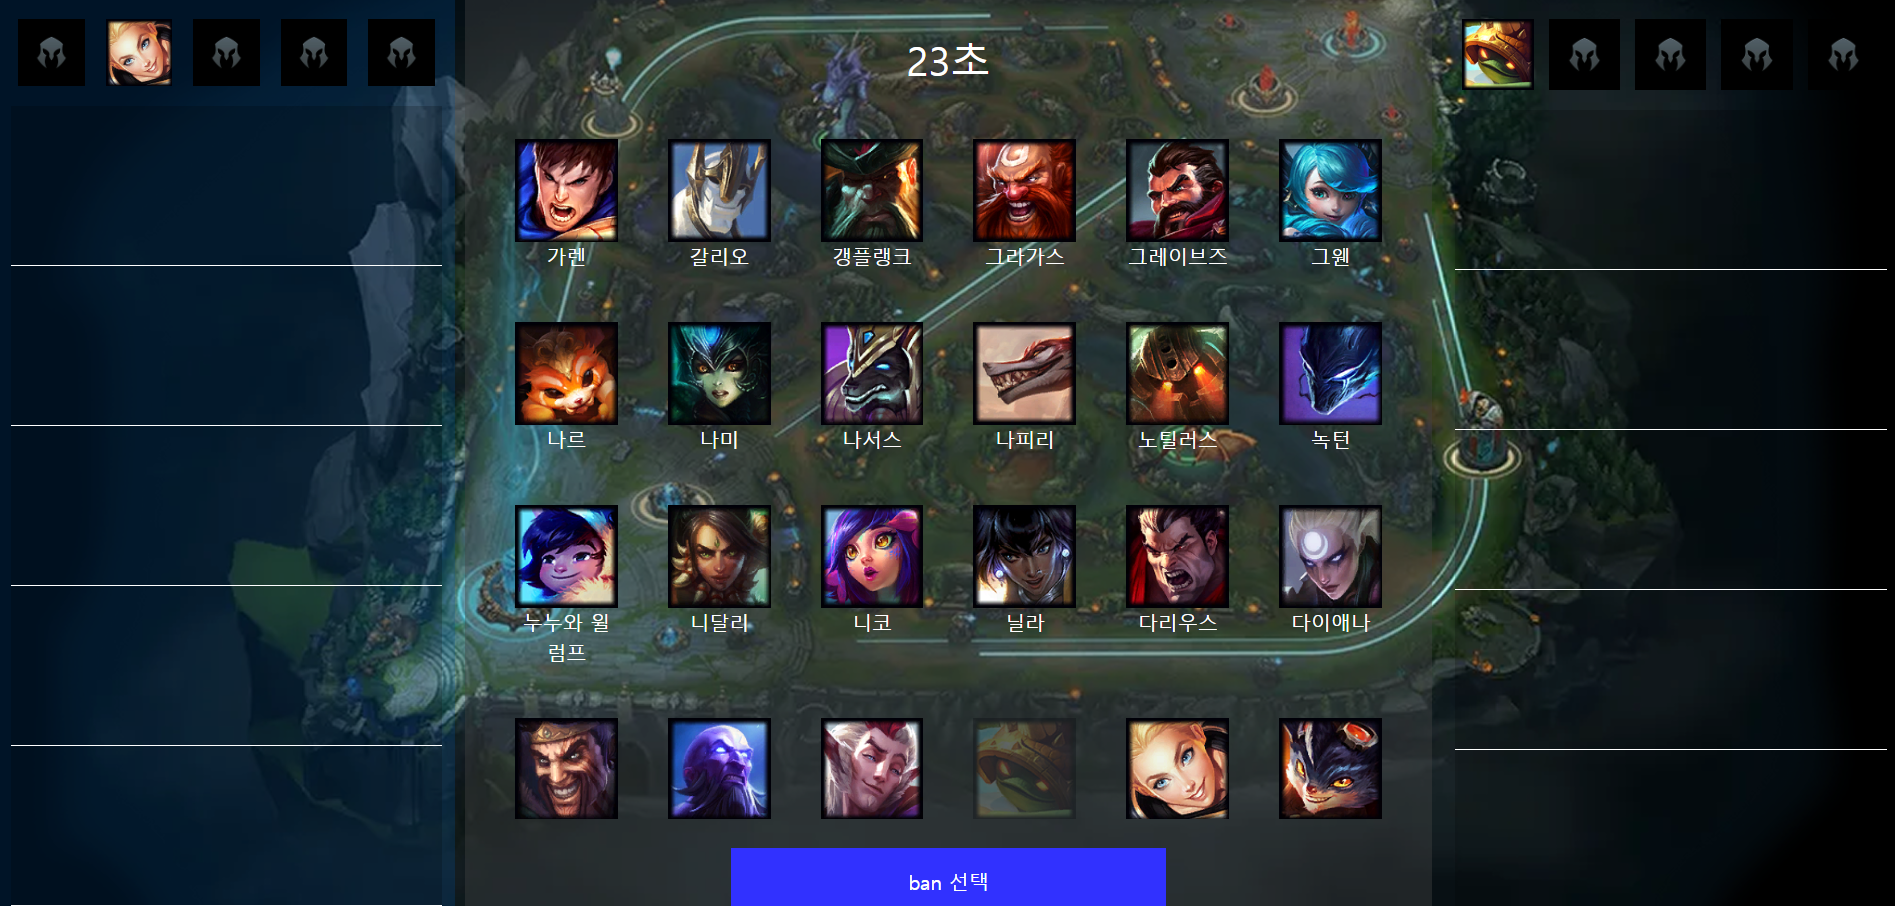 23초
가렌
갈리오
갱플랭크
그라가스
그레이브즈
그웬
나르
나미
나서스
나피리
노틸러스
녹턴
누누와 윌
럼프
니달리
니코
닐라
다리우스
다이애나
ban 선택